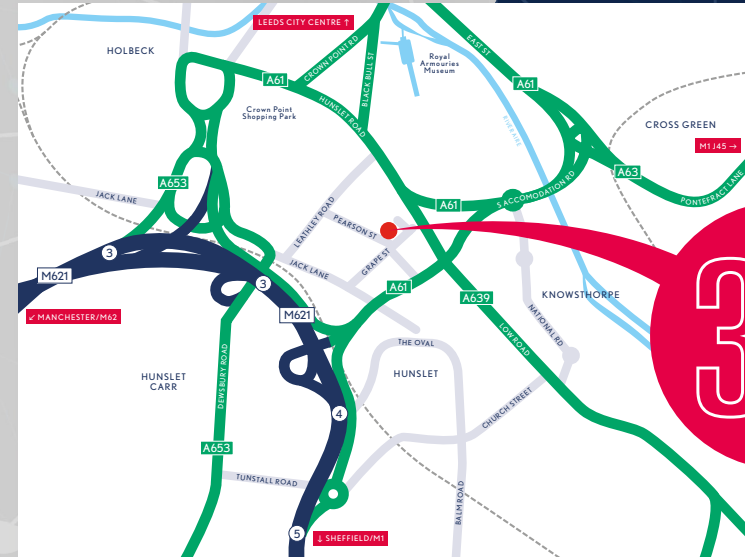 LEEDS CITY CENTRE ↑
HOLBECK
Royal
Armouries
Museum
EAST ST
CROWN POINT RD
BLACK BULL ST
A61
A61
HUNSLET ROAD
Crown Point
Shopping Park
RIVER AIRE
CROSS GREEN
M1 J45 →
A63
PONTEFRACT LANE
A653
JACK LANE
LEATHLEY ROAD
A61
S ACCOMODATION RD
PEARSON ST
GRAPE ST
3
M621
JACK LANE
3
A61
A639
KNOWSTHORPE
3
↙ MANCHESTER/M62
M621
NATIONAL RD
LOW ROAD
THE OVAL
HUNSLET
HUNSLET
CARR
DEWSBURY ROAD
CHURCH STREET
4
A653
TUNSTALL ROAD
BALM ROAD
5
↓ SHEFFIELD/M1